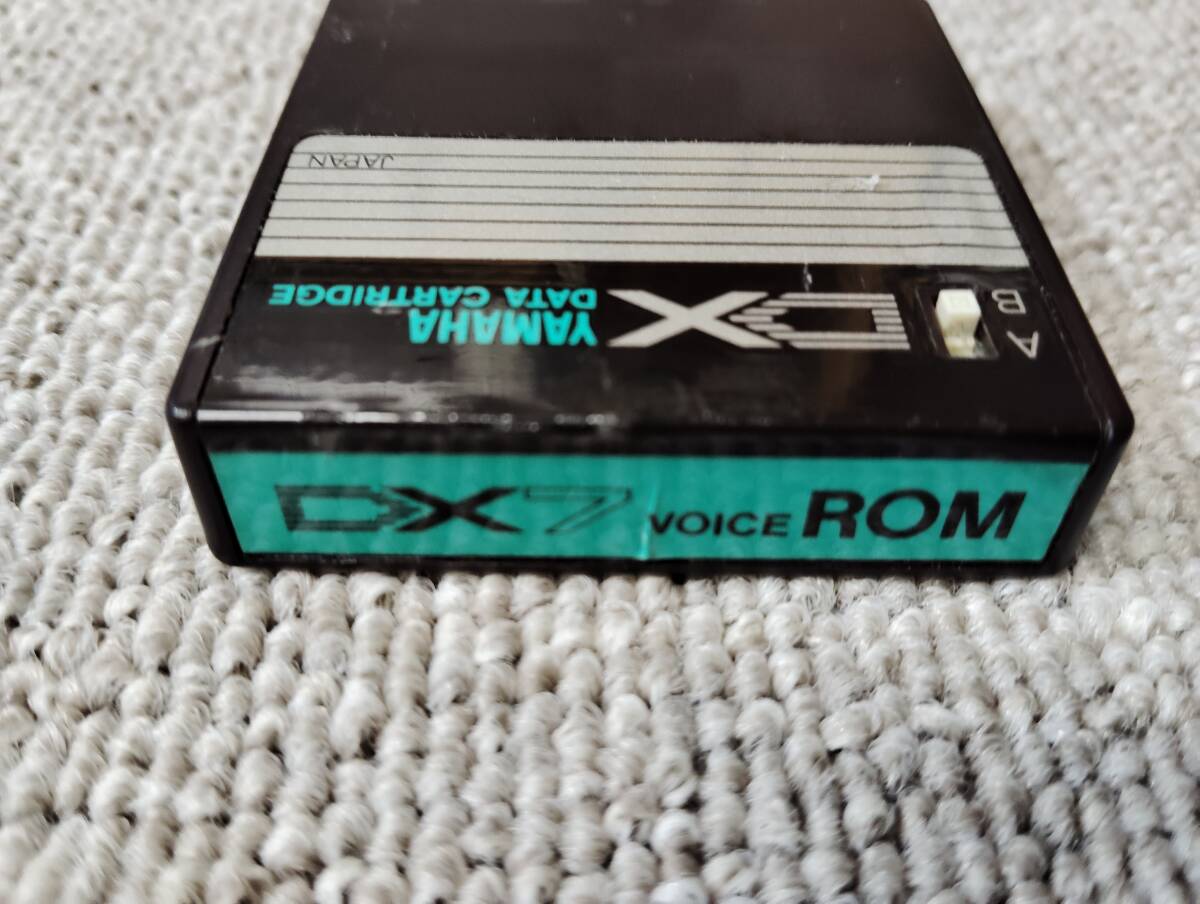 JAPAN
DX YAMAHA
DATA CARTRIDGE
A B
DX7 VOICE ROM